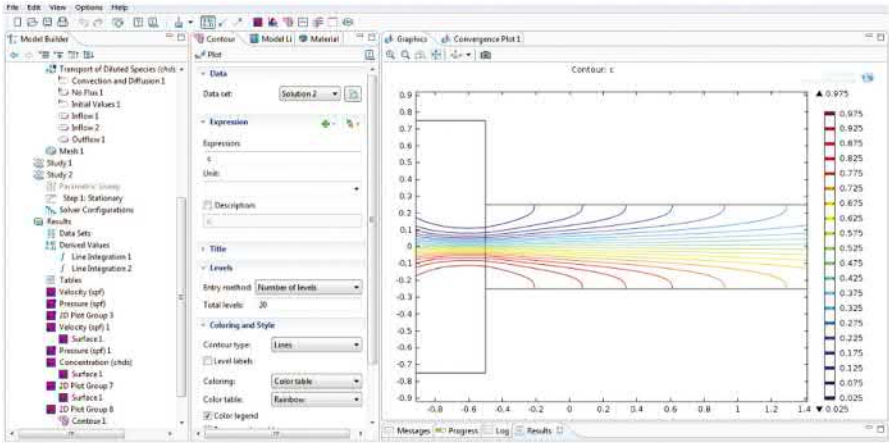 File Edit View Options Help
Model Builder
Transport of Diluted Species (chds)
Convection and Diffusion 1
No Flux 1
Initial Values 1
Inflow 1
Inflow 2
Outflow 1
Mesh 1
Study 1
Study 2
Parametric Sweep
Step 1: Stationary
Solver Configurations
Results
Data Sets
Derived Values
Line Integration 1
Line Integration 2
Tables
Velocity (spf)
Pressure (spf)
2D Plot Group 3
Velocity (spf) 1
Surface 1
Pressure (spf) 1
Concentration (chds)
Surface 1
2D Plot Group 7
Surface 1
2D Plot Group 8
Contour 1
Contour Model Li Material
Plot
Data
Data set: Solution 2
Expression
Expression:
c
Unit:
Description:
c
Title
Levels
Entry method: Number of levels
Total levels: 20
Coloring and Style
Contour type: Lines
Level labels
Coloring: Color table
Color table: Rainbow
Color legend
Graphics Convergence Plot 1
Contour: c
0.9
0.8
0.7
0.6
0.5
0.4
0.3
0.2
0.1
0
-0.1
-0.2
-0.3
-0.4
-0.5
-0.6
-0.7
-0.8
-0.9
-0.8 -0.6 -0.4 -0.2 0 0.2 0.4 0.6 0.8 1 1.2 1.4
▲ 0.975
0.975
0.925
0.875
0.825
0.775
0.725
0.675
0.625
0.575
0.525
0.475
0.425
0.375
0.325
0.275
0.225
0.175
0.125
0.075
0.025
▼ 0.025
Messages Progress Log Results